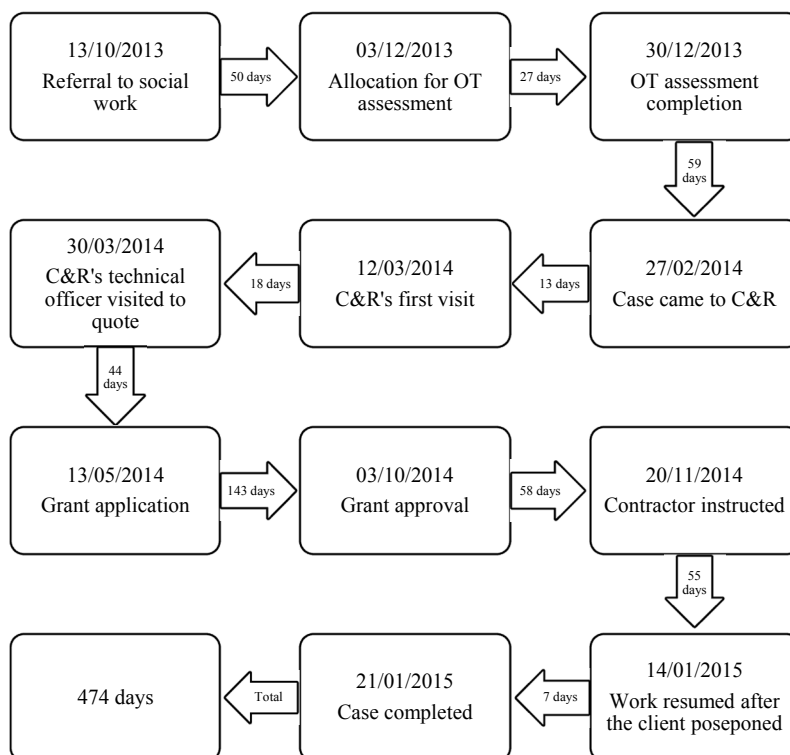 13/10/2013
Referral to social
work
50 days
03/12/2013
Allocation for OT
assessment
27 days
30/12/2013
OT assessment
completion
59
days
27/02/2014
Case came to C&R
13 days
12/03/2014
C&R's first visit
18 days
30/03/2014
C&R's technical
officer visited to
quote
44
days
13/05/2014
Grant application
143 days
03/10/2014
Grant approval
58 days
20/11/2014
Contractor instructed
55
days
14/01/2015
Work resumed after
the client poseponed
7 days
21/01/2015
Case completed
Total
474 days